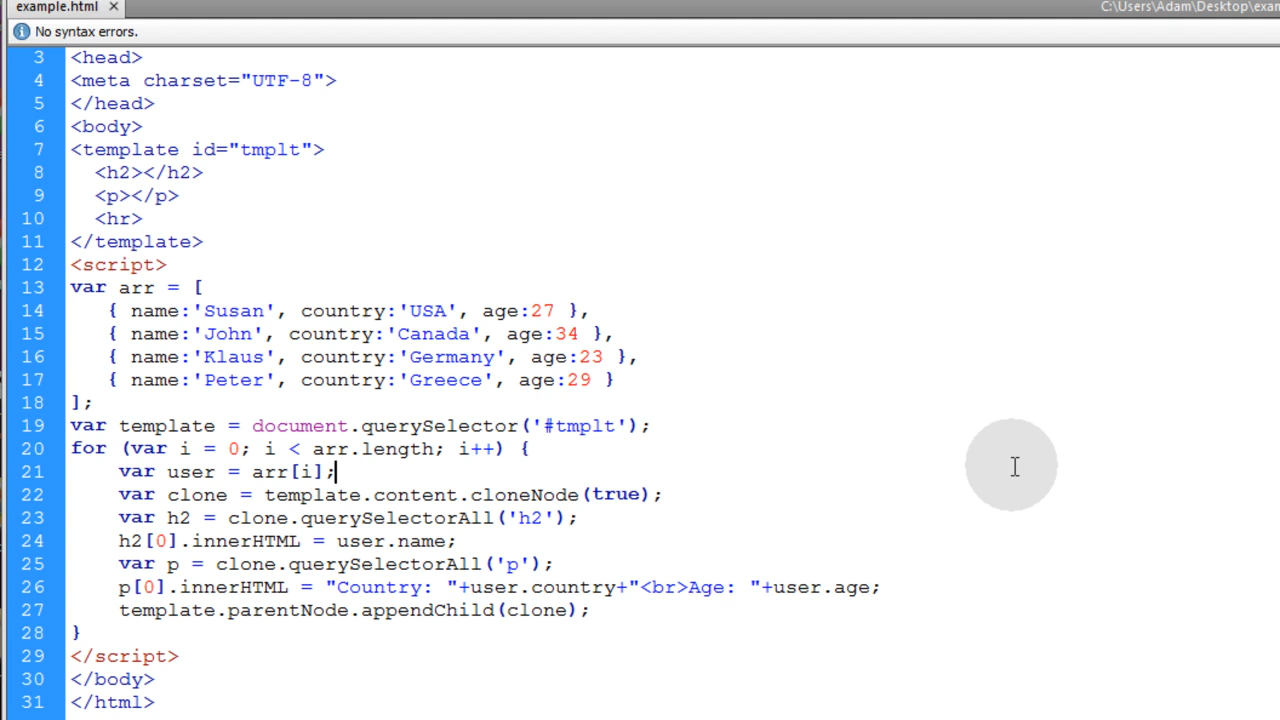 example.html ×
C:\Users\Adam\Desktop\exa
No syntax errors.
3 <head>
4 <meta charset="UTF-8">
5 </head>
6 <body>
7 <template id="tmplt">
8   <h2></h2>
9   <p></p>
10   <hr>
11 </template>
12 <script>
13 var arr = [
14    { name:'Susan', country:'USA', age:27 },
15    { name:'John', country:'Canada', age:34 },
16    { name:'Klaus', country:'Germany', age:23 },
17    { name:'Peter', country:'Greece', age:29 }
18 ];
19 var template = document.querySelector('#tmplt');
20 for (var i = 0; i < arr.length; i++) {
21     var user = arr[i];
22     var clone = template.content.cloneNode(true);
23     var h2 = clone.querySelectorAll('h2');
24     h2[0].innerHTML = user.name;
25     var p = clone.querySelectorAll('p');
26     p[0].innerHTML = "Country: "+user.country+"<br>Age: "+user.age;
27     template.parentNode.appendChild(clone);
28 }
29 </script>
30 </body>
31 </html>